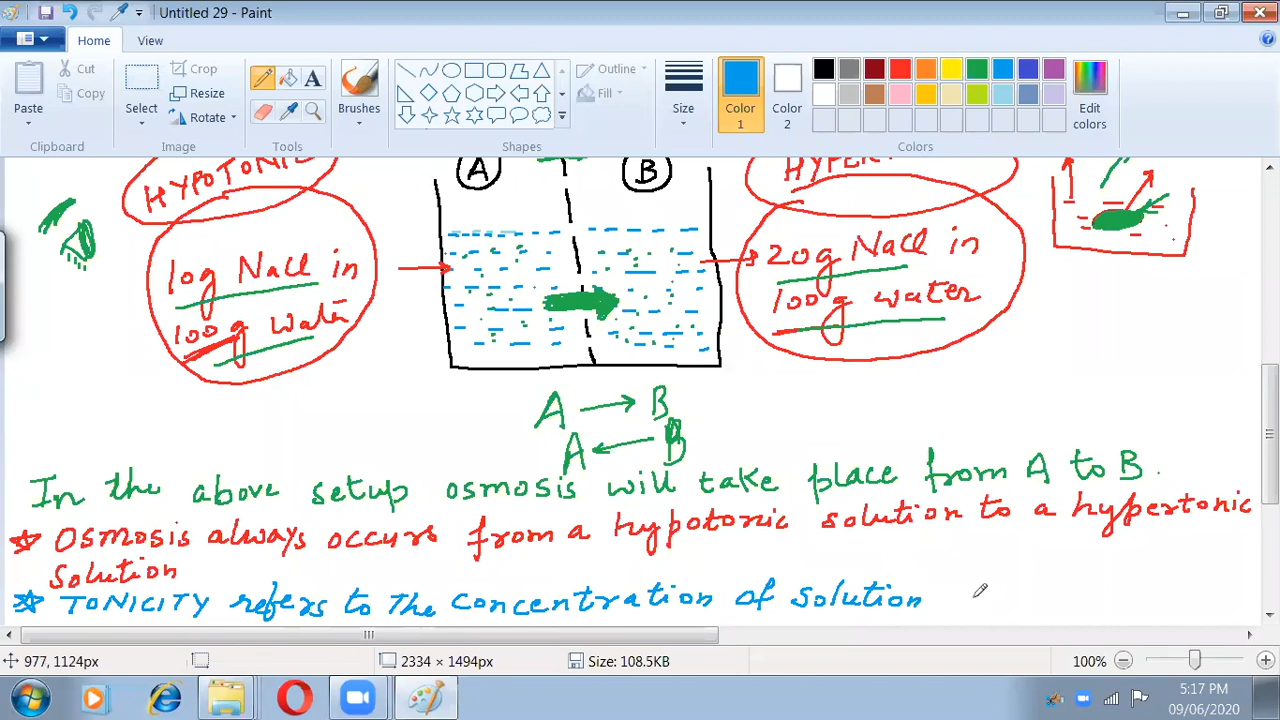 Untitled 29 - Paint
Home View
Paste
Cut
Copy
Clipboard
Select
Crop
Resize
Rotate
Image
A
Tools
Brushes
Outline
Fill
Shapes
Size
Color 1
Color 2
Edit colors
Colors
HYPOTONIC
A
B
10g Nacl in
100g water
20g Nacl in
100g water
A → B
A ← B
In the above setup osmosis will take place from A to B.
Osmosis always occurs from a hypotonic solution to a hypertonic
solution
TONICITY refers to The concentration of solution
977, 1124px
2334 × 1494px
Size: 108.5KB
100%
5:17 PM
09/06/2020